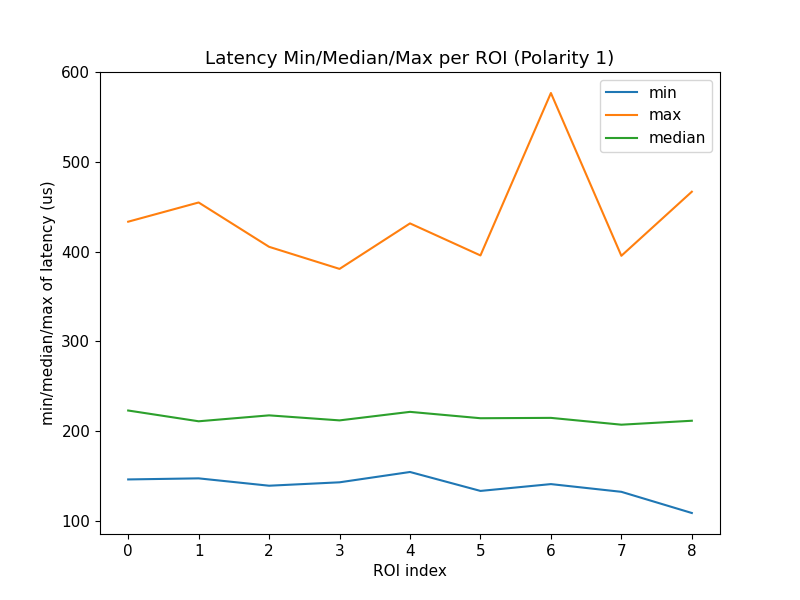 Latency Min/Median/Max per ROI (Polarity 1)
min
max
median
600
500
400
300
200
100
min/median/max of latency (us)
0 1 2 3 4 5 6 7 8
ROI index